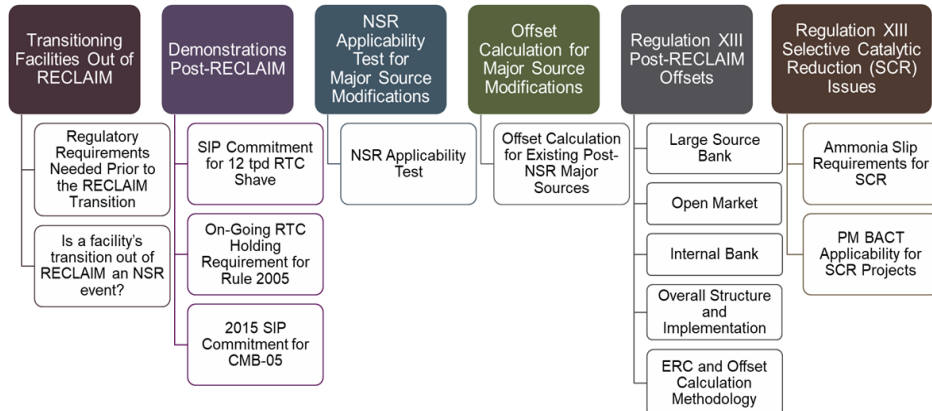 Transitioning
Facilities Out of
RECLAIM
Regulatory
Requirements
Needed Prior to
the RECLAIM
Transition
Is a facility's
transition out of
RECLAIM an NSR
event?
Demonstrations
Post-RECLAIM
SIP Commitment
for 12 tpd RTC
Shave
On-Going RTC
Holding
Requirement for
Rule 2005
2015 SIP
Commitment for
CMB-05
NSR
Applicability
Test for
Major Source
Modifications
NSR Applicability
Test
Offset
Calculation for
Major Source
Modifications
Offset Calculation
for Existing Post-
NSR Major
Sources
Regulation XIII
Post-RECLAIM
Offsets
Large Source
Bank
Open Market
Internal Bank
Overall Structure
and
Implementation
ERC and Offset
Calculation
Methodology
Regulation XIII
Selective Catalytic
Reduction (SCR)
Issues
Ammonia Slip
Requirements for
SCR
PM BACT
Applicability for
SCR Projects